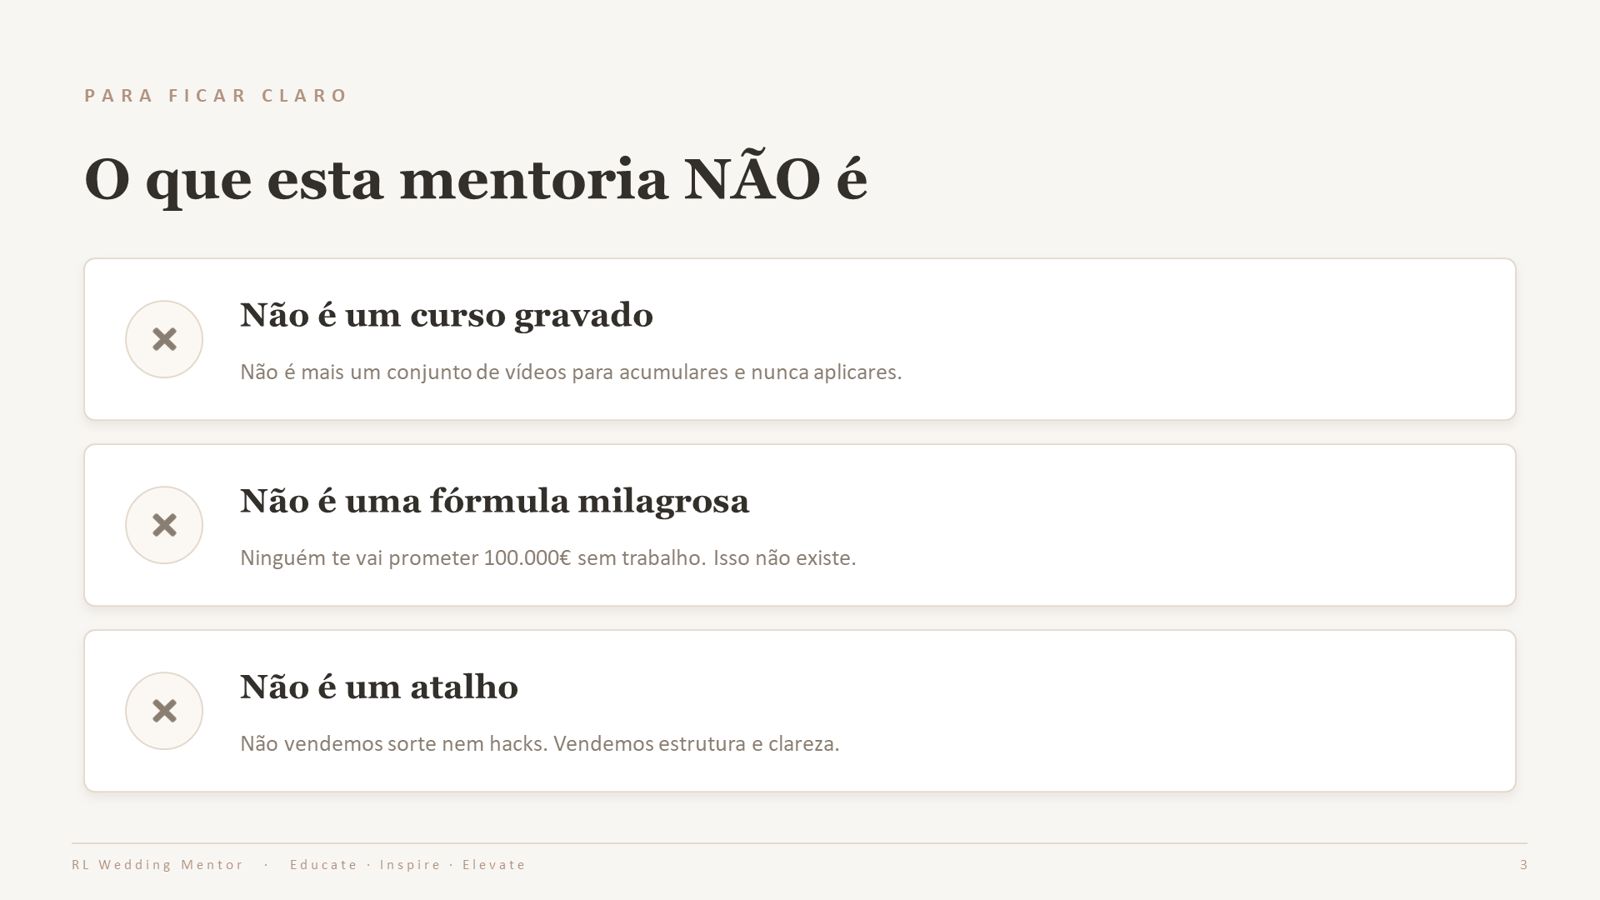 PARA FICAR CLARO
O que esta mentoria NÃO é
Não é um curso gravado
Não é mais um conjunto de vídeos para acumulares e nunca aplicares.
Não é uma fórmula milagrosa
Ninguém te vai prometer 100.000€ sem trabalho. Isso não existe.
Não é um atalho
Não vendemos sorte nem hacks. Vendemos estrutura e clareza.
RL Wedding Mentor · Educate · Inspire · Elevate
3